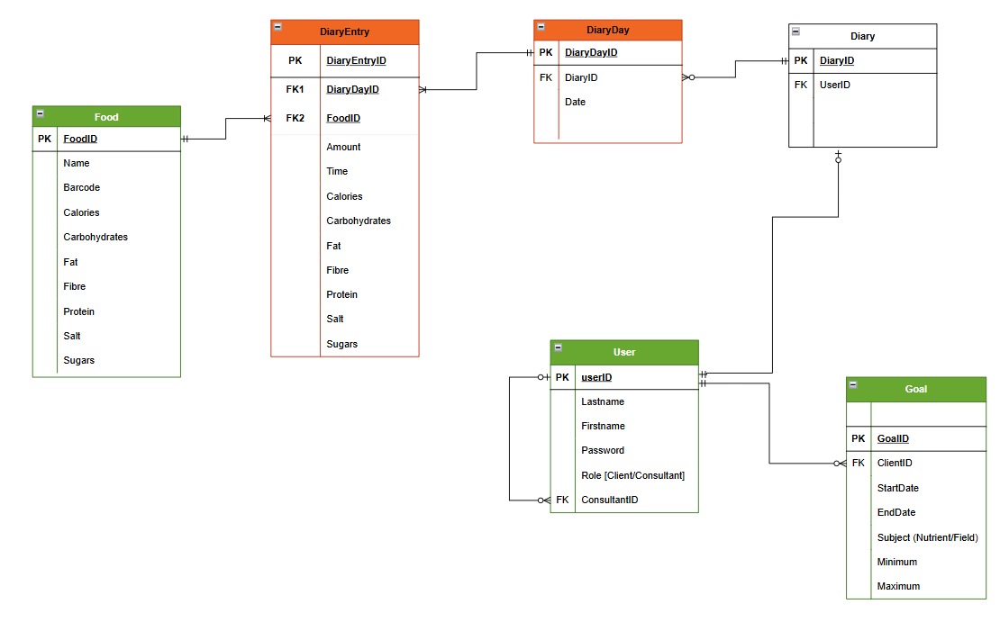 DiaryEntry
PK DiaryEntryID
FK1 DiaryDayID
FK2 FoodID
Amount
Time
Calories
Carbohydrates
Fat
Fibre
Protein
Salt
Sugars
DiaryDay
PK DiaryDayID
FK DiaryID
Date
Diary
PK DiaryID
FK UserID
Food
PK FoodID
Name
Barcode
Calories
Carbohydrates
Fat
Fibre
Protein
Salt
Sugars
User
PK userID
Lastname
Firstname
Password
Role [Client/Consultant]
FK ConsultantID
Goal
PK GoalID
FK ClientID
StartDate
EndDate
Subject (Nutrient/Field)
Minimum
Maximum